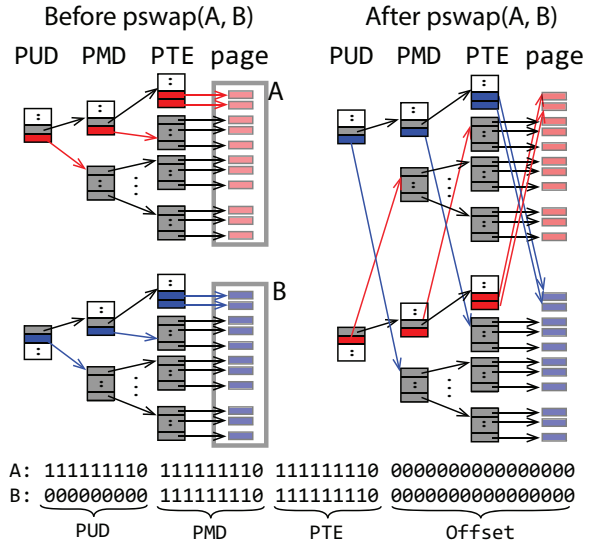 Before pswap(A, B)
After pswap(A, B)
PUD PMD PTE page
PUD PMD PTE page
A
B
A: 111111110 111111110 111111110 0000000000000000
B: 000000000 111111110 111111110 0000000000000000
PUD PMD PTE Offset